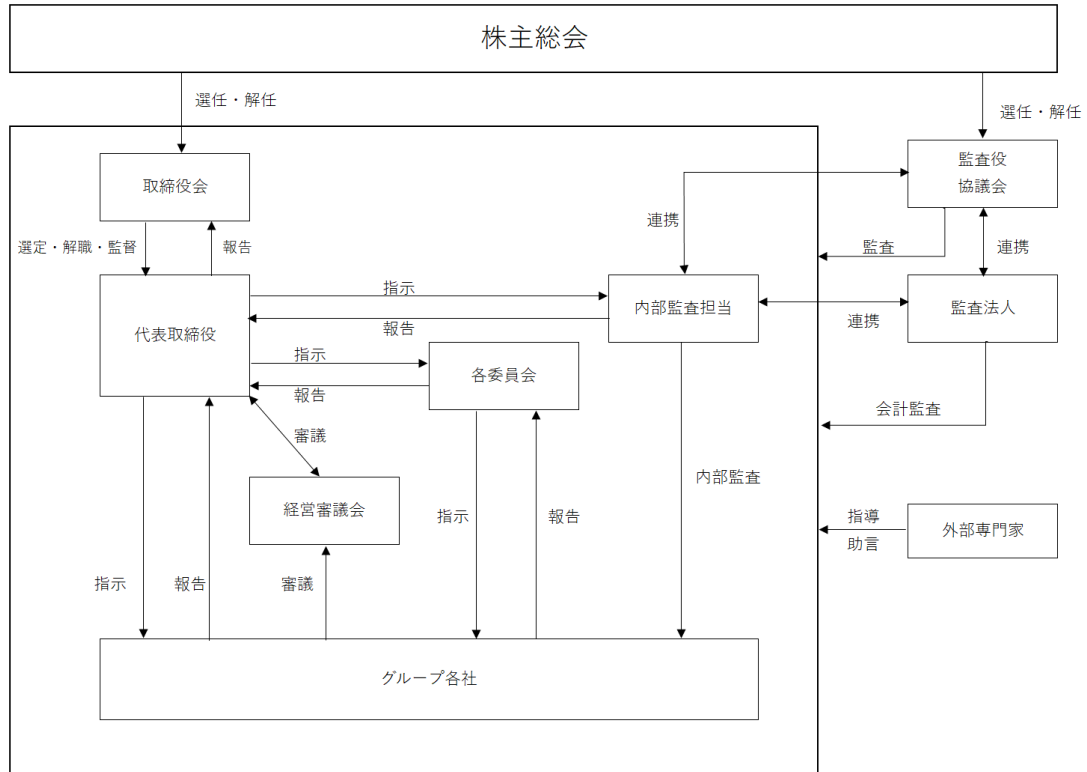 株主総会
選任・解任
選任・解任
取締役会
監査役
協議会
選定・解職・監督
報告
連携
監査
連携
代表取締役
指示
報告
内部監査担当
連携
監査法人
指示
報告
各委員会
審議
会計監査
経営審議会
指示
報告
内部監査
指導
助言
外部専門家
指示
報告
審議
グループ各社